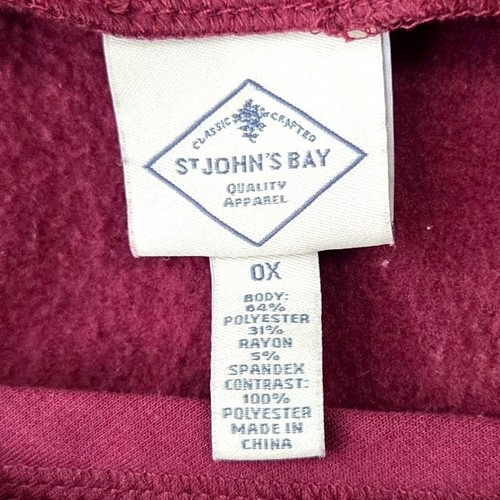 CLASSIC & CRAFTED
ST JOHN'S BAY
QUALITY
APPAREL
0X
BODY:
64%
POLYESTER
31%
RAYON
5%
SPANDEX
CONTRAST:
100%
POLYESTER
MADE IN
CHINA